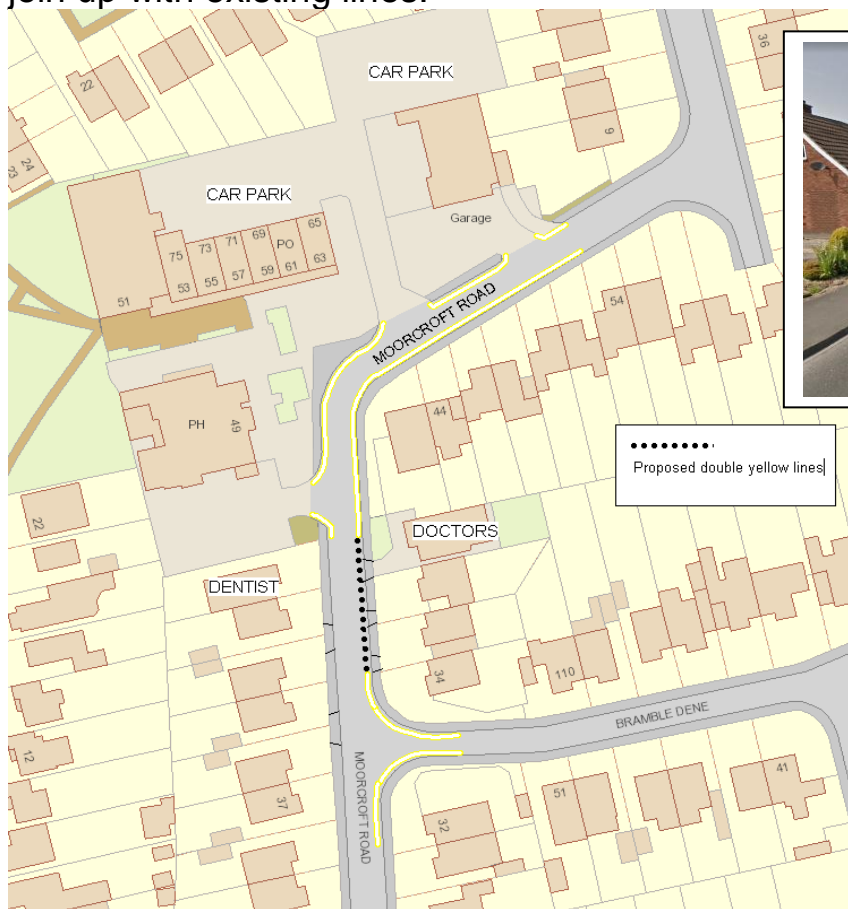 join up with existing lines.
CAR PARK
36
22
9
24
23
CAR PARK
Garage
65
69
71
73
75
PO
63
61
59
57
55
53
51
54
MOORCROFT ROAD
44
PH
49
Proposed double yellow lines
22
DOCTORS
DENTIST
34
110
BRAMBLE DENE
12
MOORCROFT ROAD
37
41
51
32